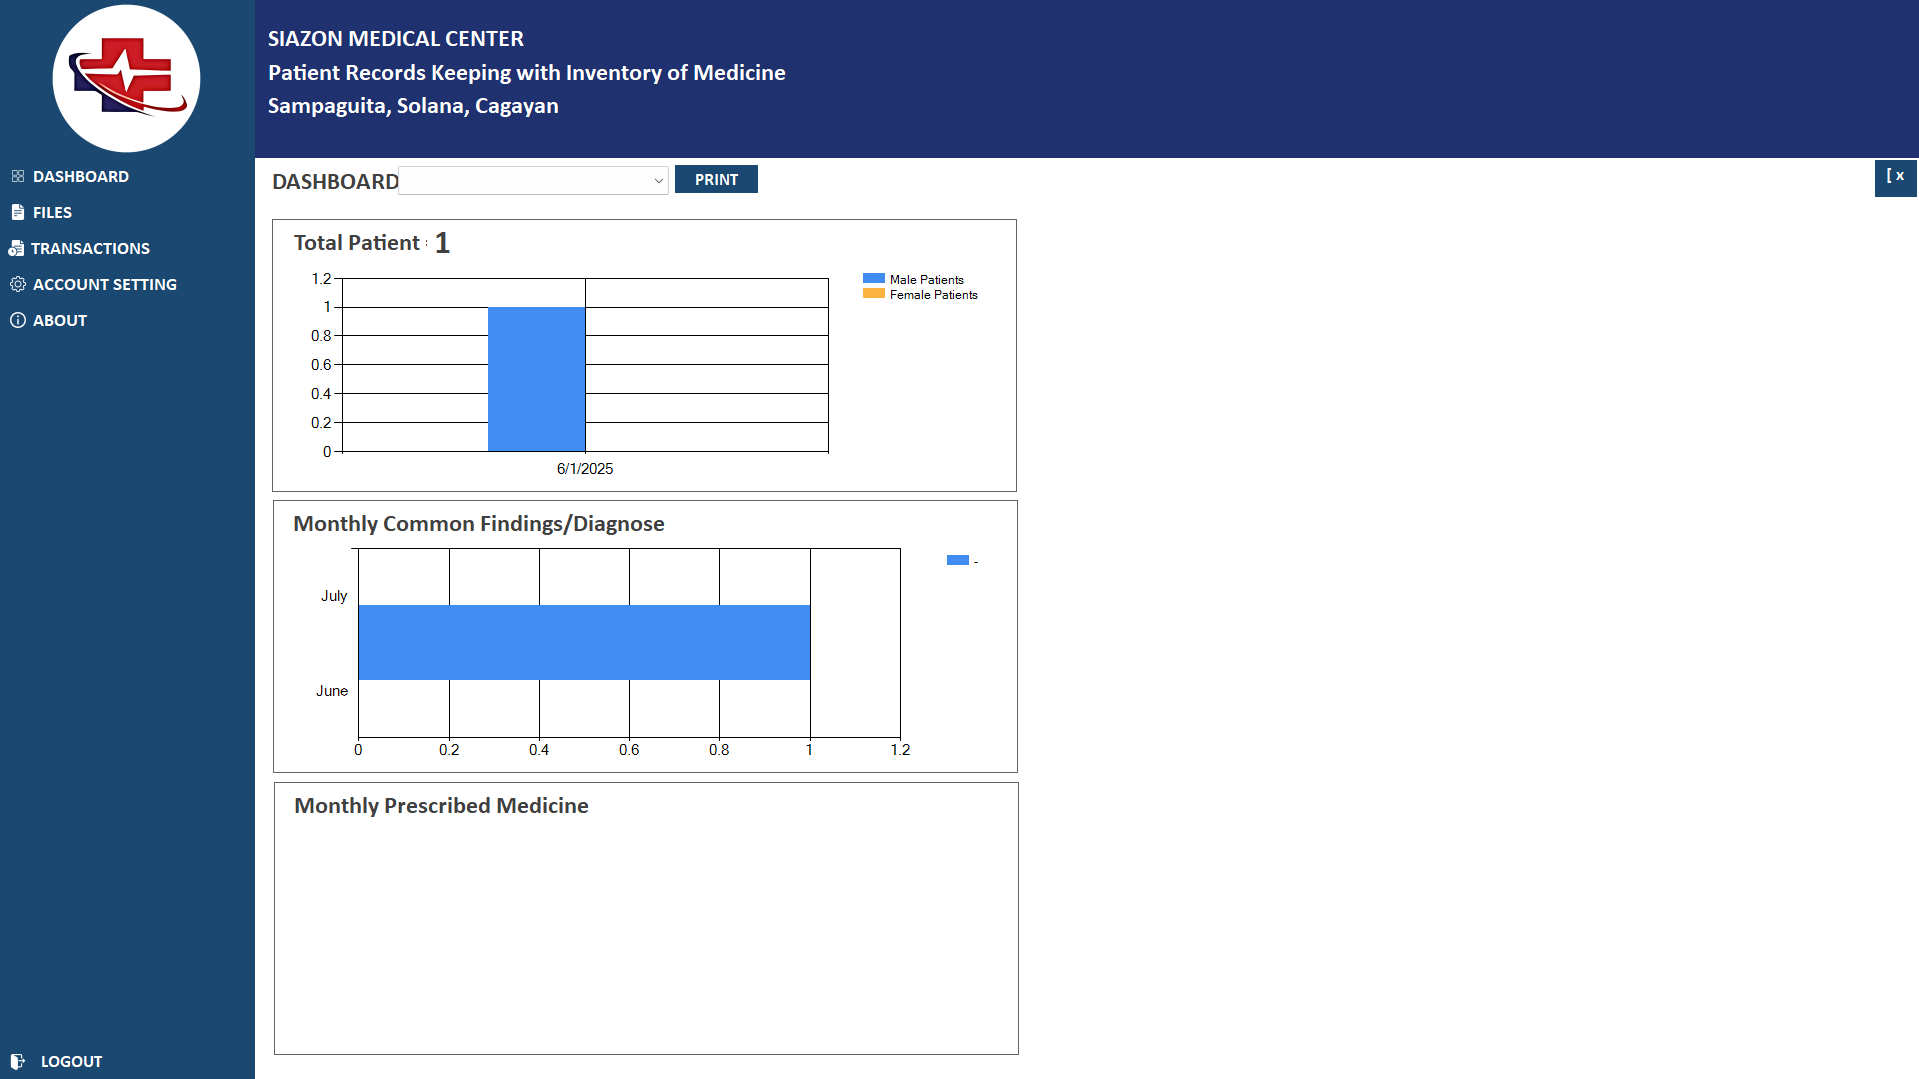 SIAZON MEDICAL CENTER
Patient Records Keeping with Inventory of Medicine
Sampaguita, Solana, Cagayan
DASHBOARD
FILES
TRANSACTIONS
ACCOUNT SETTING
ABOUT
LOGOUT
DASHBOARD
PRINT
[ x
Total Patient : 1
1.2
1
0.8
0.6
0.4
0.2
0
6/1/2025
Male Patients
Female Patients
Monthly Common Findings/Diagnose
July
June
0 0.2 0.4 0.6 0.8 1 1.2
-
Monthly Prescribed Medicine